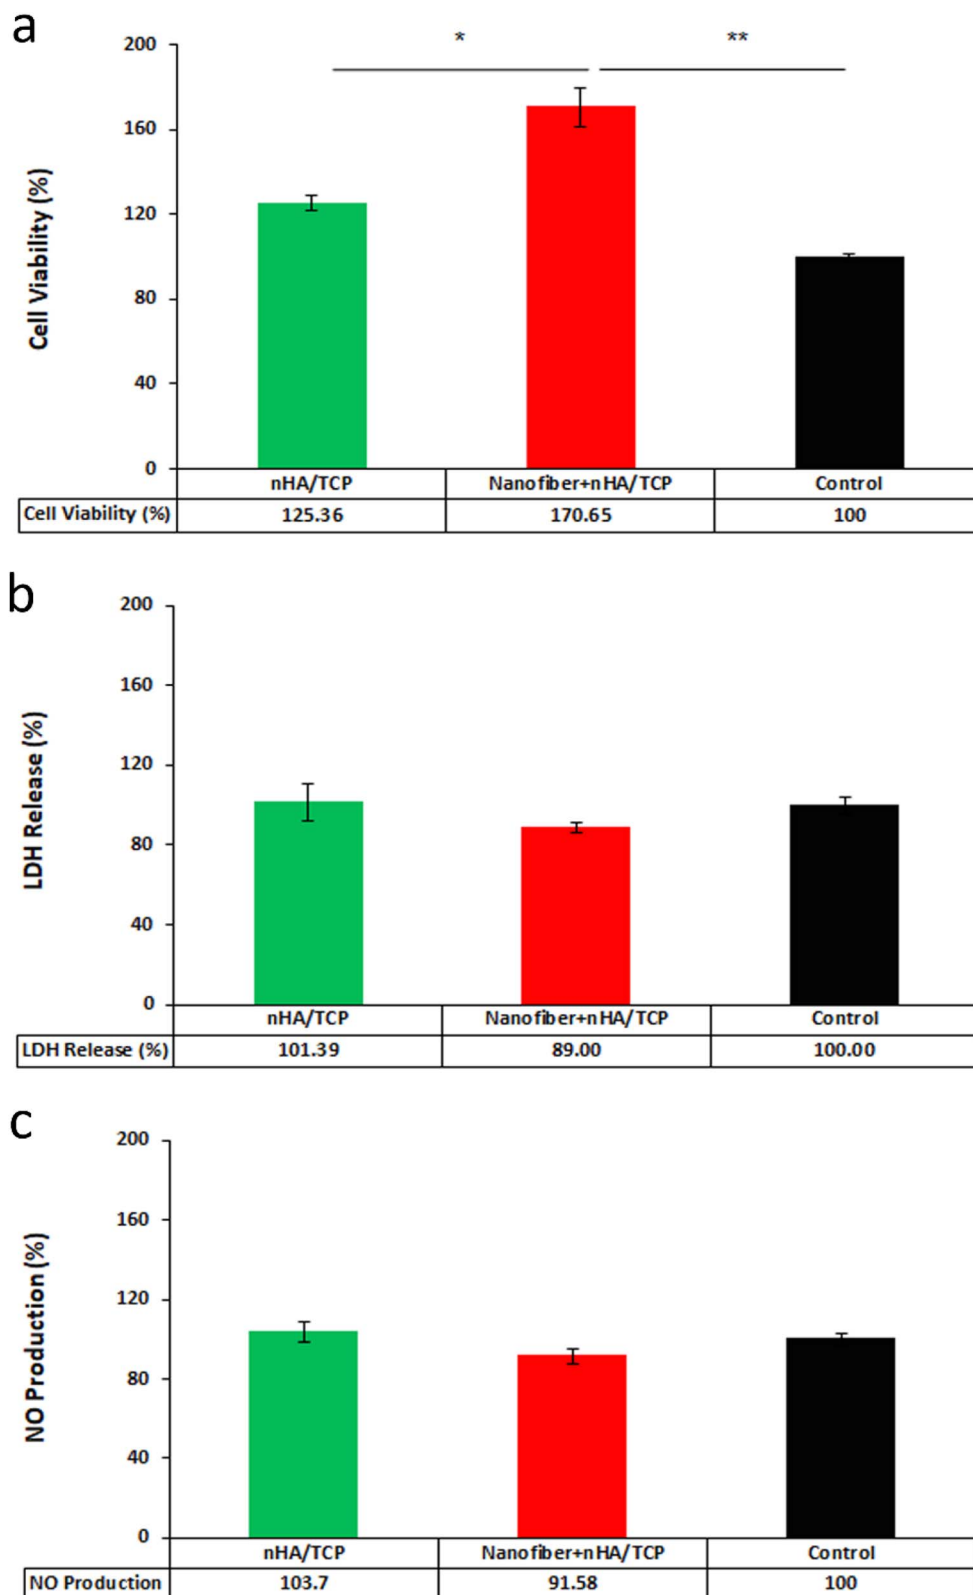 a
Cell Viability (%)
200
160
120
80
40
0
* **
nHA/TCP Nanofiber+nHA/TCP Control
Cell Viability (%) 125.36 170.65 100
b
LDH Release (%)
200
160
120
80
40
0
nHA/TCP Nanofiber+nHA/TCP Control
LDH Release (%) 101.39 89.00 100.00
c
NO Production (%)
200
160
120
80
40
0
nHA/TCP Nanofiber+nHA/TCP Control
NO Production 103.7 91.58 100